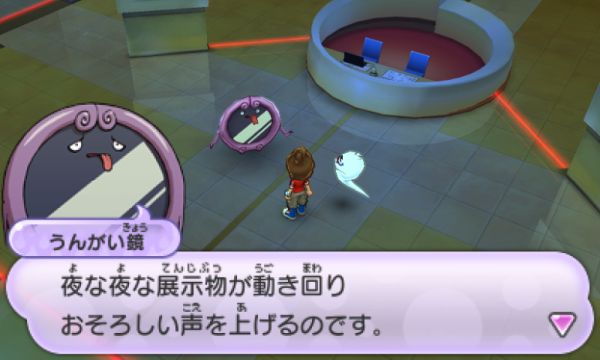 うんがい鏡
夜な夜な展示物が動き回り
おそろしい声を上げるのです。